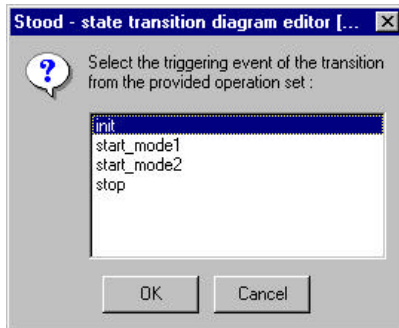 Stood - state transition diagram editor [...
Select the triggering event of the transition
from the provided operation set :
init
start_mode1
start_mode2
stop
OK
Cancel